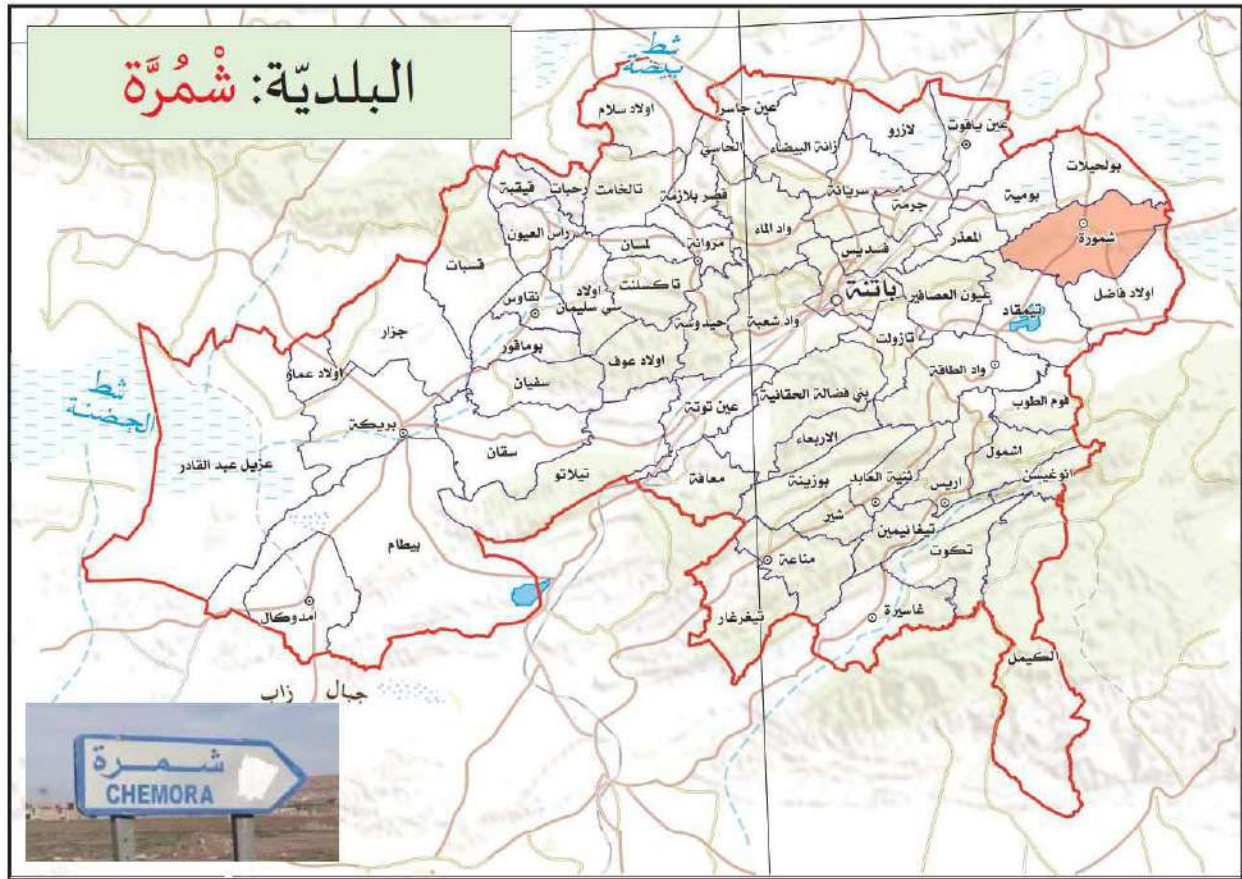 البلديّة: شْمُرَّة
شط
بيضة
اولاد سلام
عين جاسر
الحاسي
زانة البيضاء
لازرو
عين ياقوت
بولحيلات
بومية
شمورة
قيقبة
رحبات
تالخامت
قصر بلازمة
سريانة
جرمة
واد الماء
راس العيون
لمسان
مروانة
فسديس
المعذر
قسبات
تاكسلنت
باتنة
عيون العصافير
اولاد فاضل
نقاوس
اولاد
سي سليمان
تيمقاد
حيدوسة
واد شعبة
جزار
بوماقور
تازولت
شط
الحضنة
اولاد عمار
سفيان
اولاد عوف
واد الطاقة
بني فضالة الحقانية
فوم الطوب
عين توتة
بريكة
الاربعاء
سقان
اشمول
عزيل عبد القادر
تيلاتو
معافة
بوزينة
ثنية العابد
اريس
انوغيسن
شير
تيغانيمين
بيطام
مناعة
تكوت
امدوكال
تيغرغار
غاسيرة
الكيمل
جبال زاب
شمرة
CHEMORA